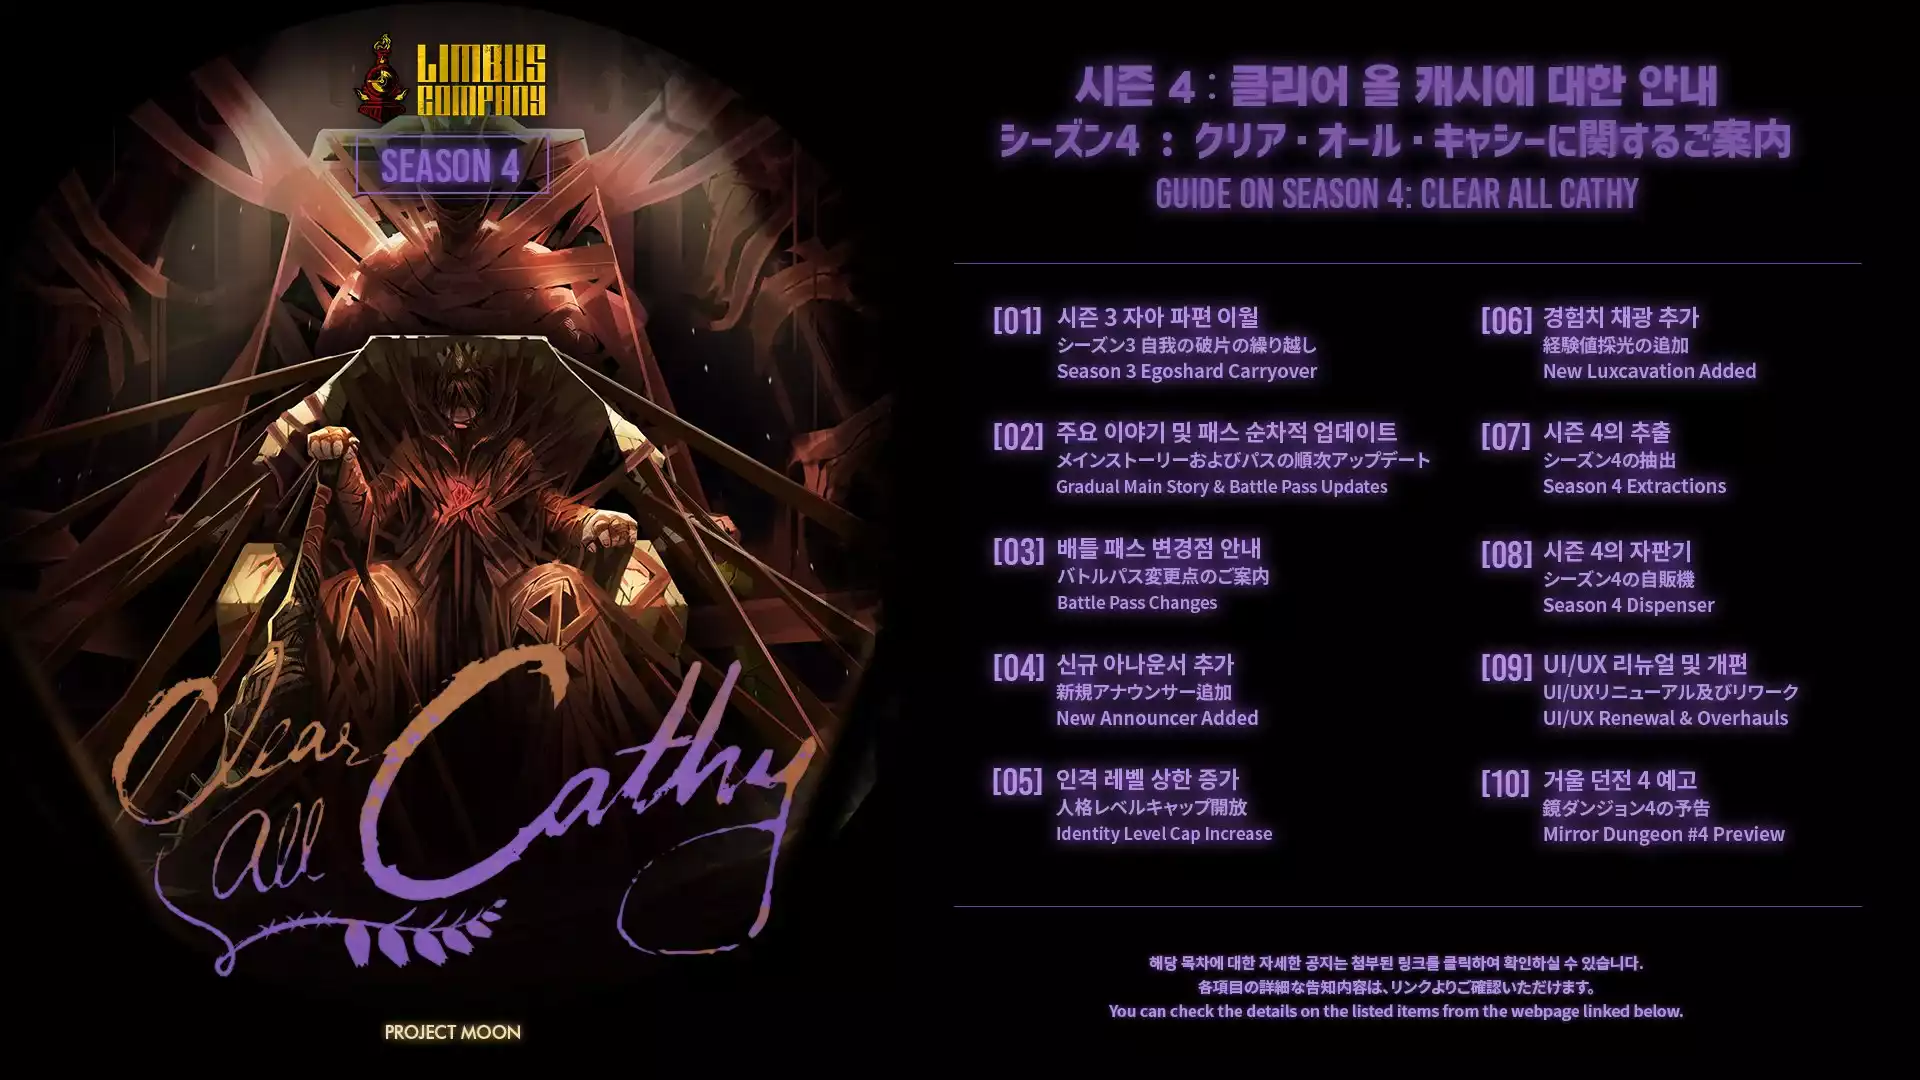 LIMBUS
COMPANY
SEASON 4
Clear
All
Cathy
PROJECT MOON
시즌 4 : 클리어 올 캐시에 대한 안내
シーズン4 : クリア・オール・キャシーに関するご案内
GUIDE ON SEASON 4: CLEAR ALL CATHY
[01] 시즌 3 자아 파편 이월
シーズン3 自我の破片の繰り越し
Season 3 Egoshard Carryover
[02] 주요 이야기 및 패스 순차적 업데이트
メインストーリーおよびパスの順次アップデート
Gradual Main Story & Battle Pass Updates
[03] 배틀 패스 변경점 안내
バトルパス変更点のご案内
Battle Pass Changes
[04] 신규 아나운서 추가
新規アナウンサー追加
New Announcer Added
[05] 인격 레벨 상한 증가
人格レベルキャップ開放
Identity Level Cap Increase
[06] 경험치 채광 추가
経験値採光の追加
New Luxcavation Added
[07] 시즌 4의 추출
シーズン4の抽出
Season 4 Extractions
[08] 시즌 4의 자판기
シーズン4の自販機
Season 4 Dispenser
[09] UI/UX 리뉴얼 및 개편
UI/UXリニューアル及びリワーク
UI/UX Renewal & Overhauls
[10] 거울 던전 4 예고
鏡ダンジョン4の予告
Mirror Dungeon #4 Preview
해당 목차에 대한 자세한 공지는 첨부된 링크를 클릭하여 확인하실 수 있습니다.
各項目の詳細な告知内容は、リンクよりご確認いただけます。
You can check the details on the listed items from the webpage linked below.